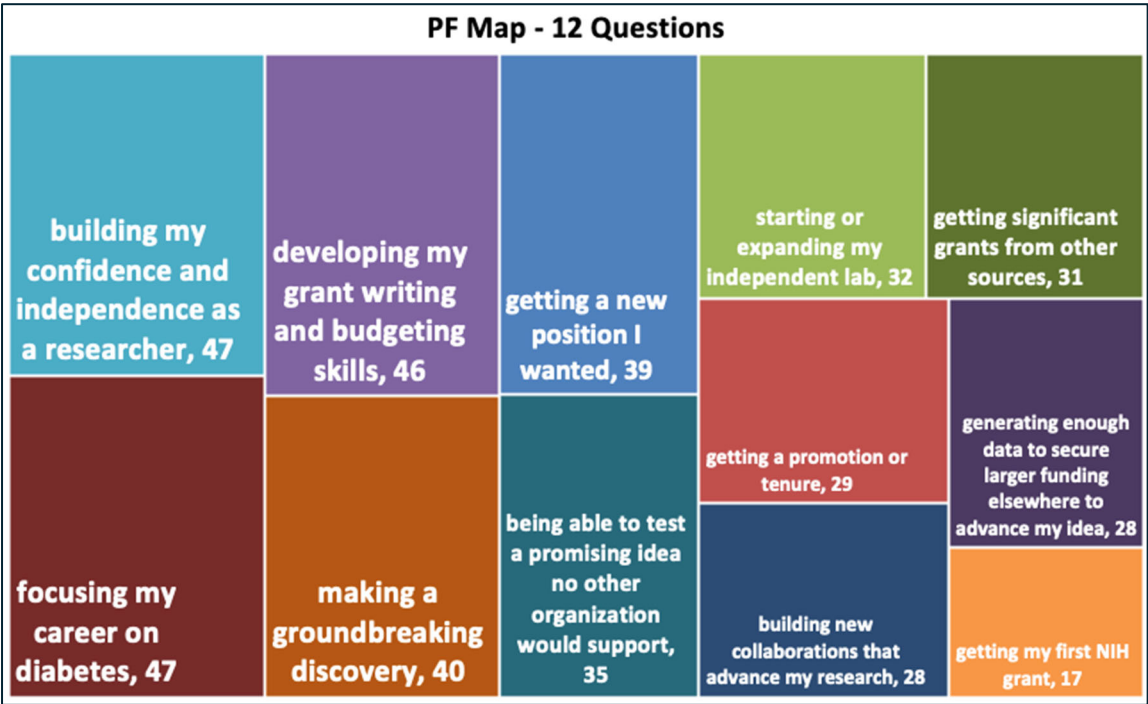 PF Map - 12 Questions
building my
confidence and
independence as
a researcher, 47
focusing my
career on
diabetes, 47
developing my
grant writing
and budgeting
skills, 46
making a
groundbreaking
discovery, 40
getting a new
position I
wanted, 39
being able to test
a promising idea
no other
organization
would support,
35
starting or
expanding my
independent lab, 32
getting significant
grants from other
sources, 31
getting a promotion or
tenure, 29
building new
collaborations that
advance my research, 28
generating enough
data to secure
larger funding
elsewhere to
advance my idea, 28
getting my first NIH
grant, 17